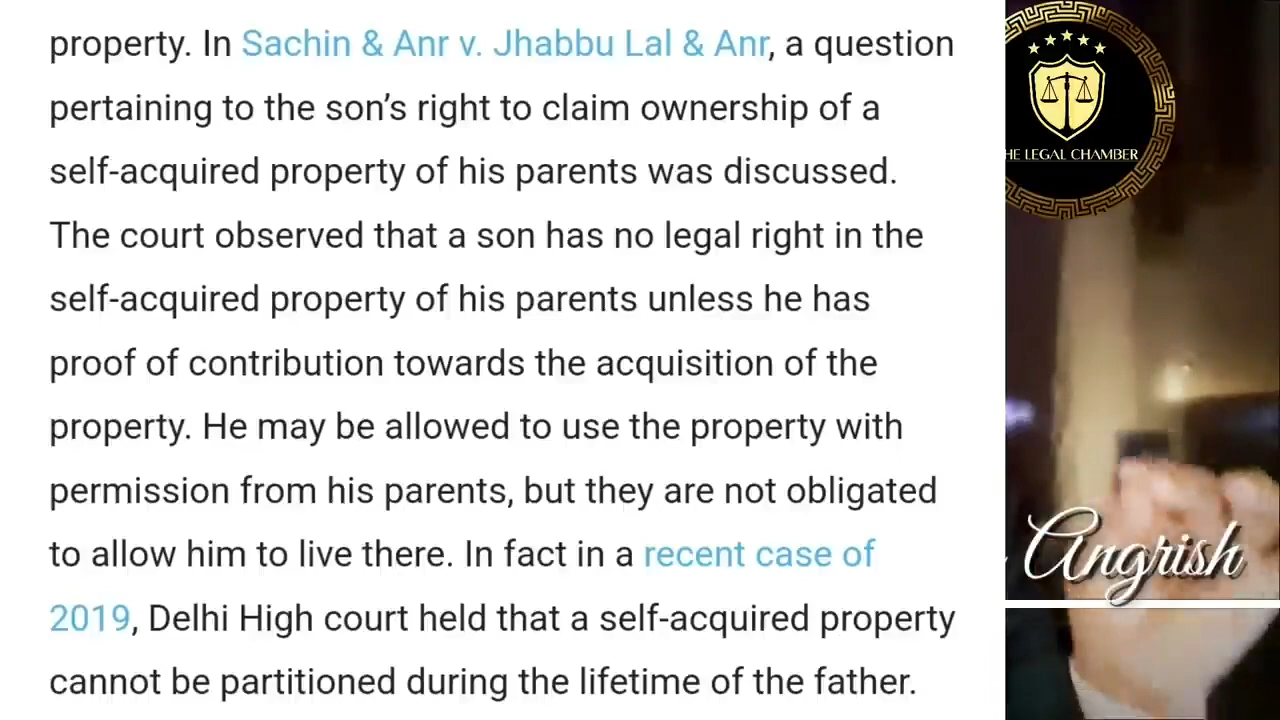 property. In Sachin & Anr v. Jhabbu Lal & Anr, a question
pertaining to the son’s right to claim ownership of a
self-acquired property of his parents was discussed.
The court observed that a son has no legal right in the
self-acquired property of his parents unless he has
proof of contribution towards the acquisition of the
property. He may be allowed to use the property with
permission from his parents, but they are not obligated
to allow him to live there. In fact in a recent case of
2019, Delhi High court held that a self-acquired property
cannot be partitioned during the lifetime of the father.
HE LEGAL CHAMBER
Angrish